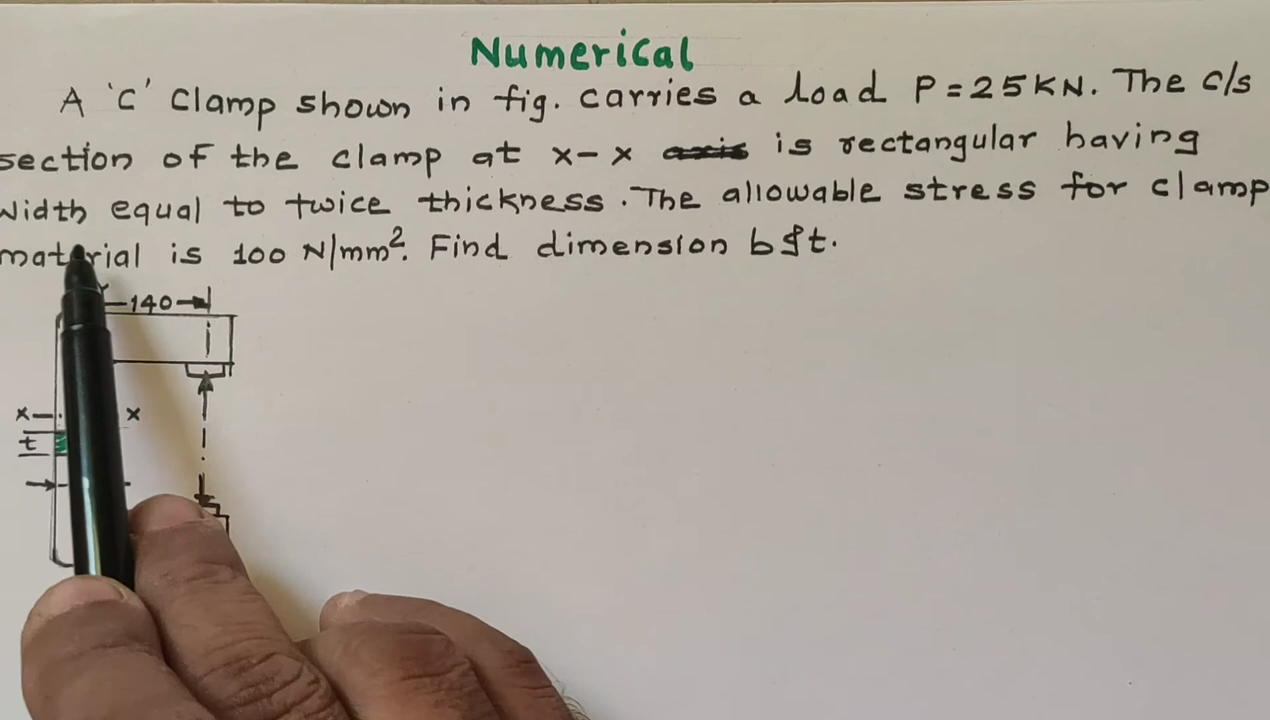 Numerical
A 'C' Clamp shown in fig. carries a load P=25KN. The C/s
section of the clamp at x-x is rectangular having
Width equal to twice thickness. The allowable stress for clamp
material is 100 N/mm². Find dimension b & t.
140
x x
t